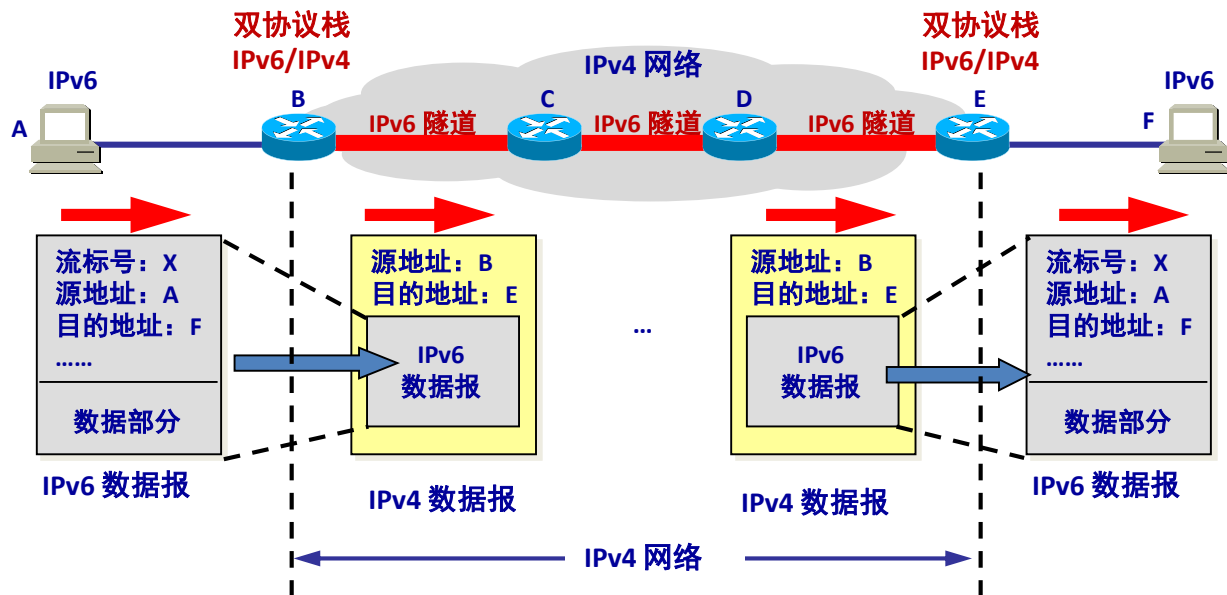 双协议栈
IPv6/IPv4
双协议栈
IPv6/IPv4
IPv4 网络
IPv6
IPv6
A
B
C
D
E
F
IPv6 隧道
IPv6 隧道
IPv6 隧道
流标号：X
源地址：A
目的地址：F
……
数据部分
IPv6 数据报
源地址：B
目的地址：E
IPv6
数据报
IPv4 数据报
…
源地址：B
目的地址：E
IPv6
数据报
IPv4 数据报
流标号：X
源地址：A
目的地址：F
……
数据部分
IPv6 数据报
IPv4 网络